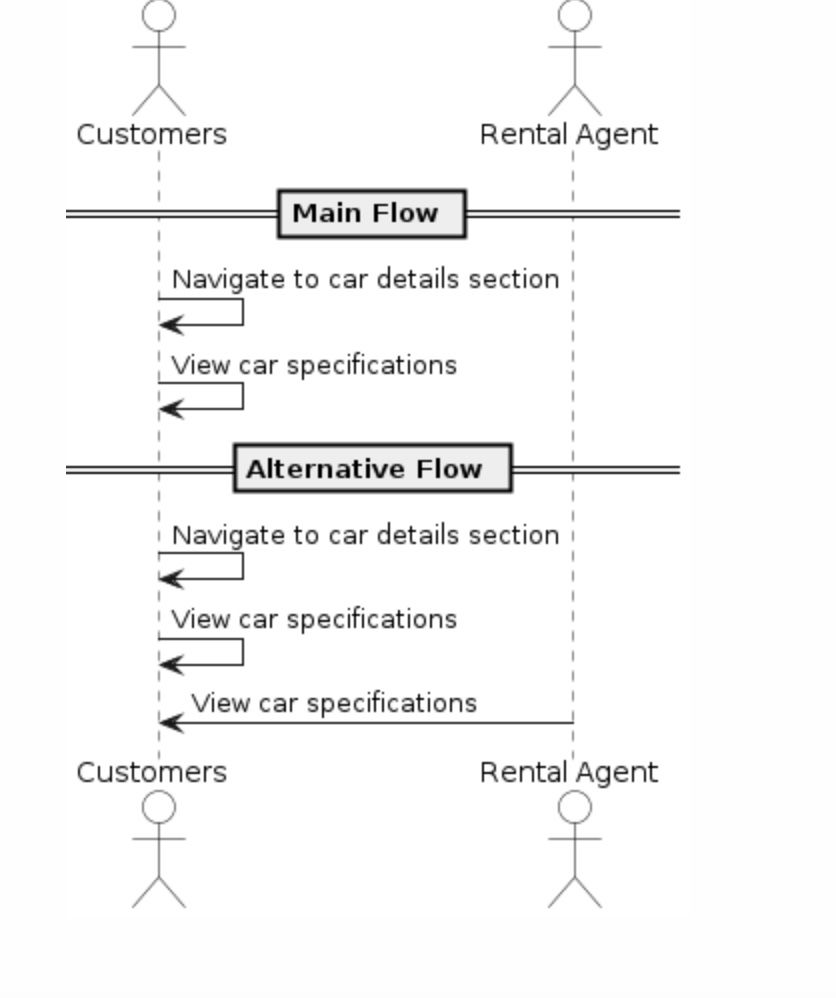 Customers
Rental Agent
Main Flow
Navigate to car details section
View car specifications
Alternative Flow
Navigate to car details section
View car specifications
View car specifications
Customers
Rental Agent